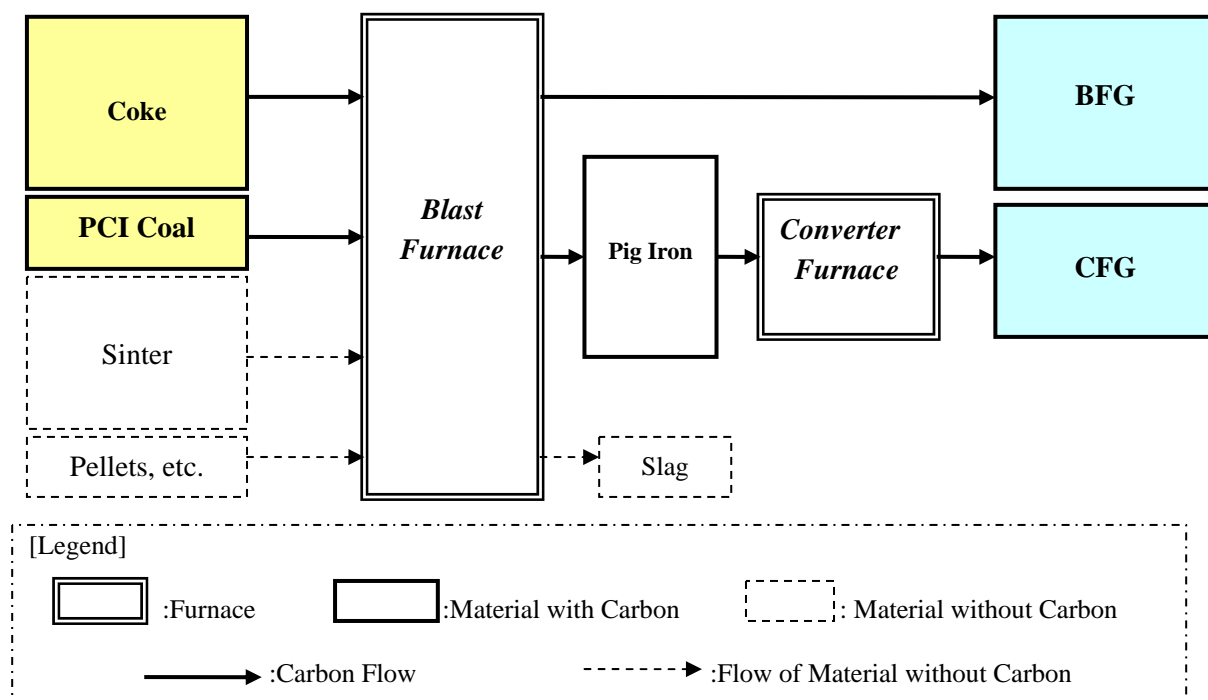 Coke
BFG
PCI Coal
Blast
Furnace
Pig Iron
Converter
Furnace
CFG
Sinter
Pellets, etc.
Slag
[Legend]
:Furnace
:Material with Carbon
: Material without Carbon
:Carbon Flow
:Flow of Material without Carbon